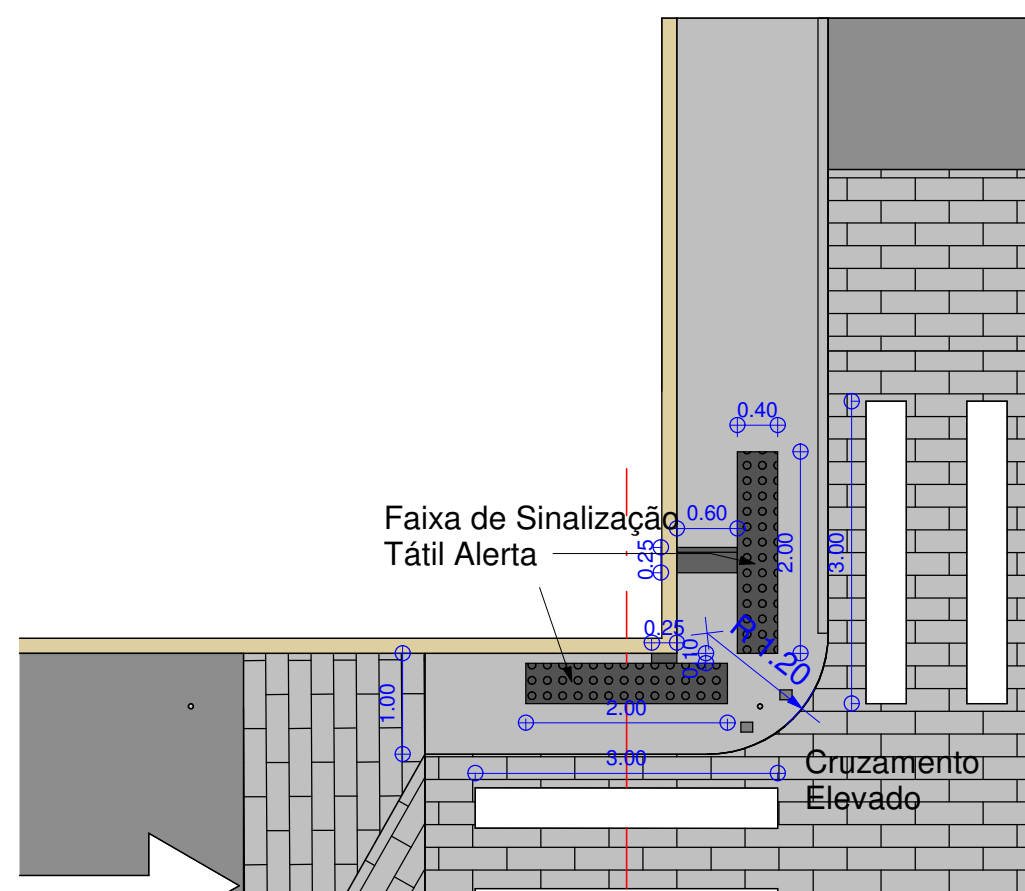 0.40
Faixa de Sinalização
Tátil Alerta
0.60
0.25
2.00
3.00
0.25
0.10
R 1.20
1.00
2.00
3.00
Cruzamento
Elevado